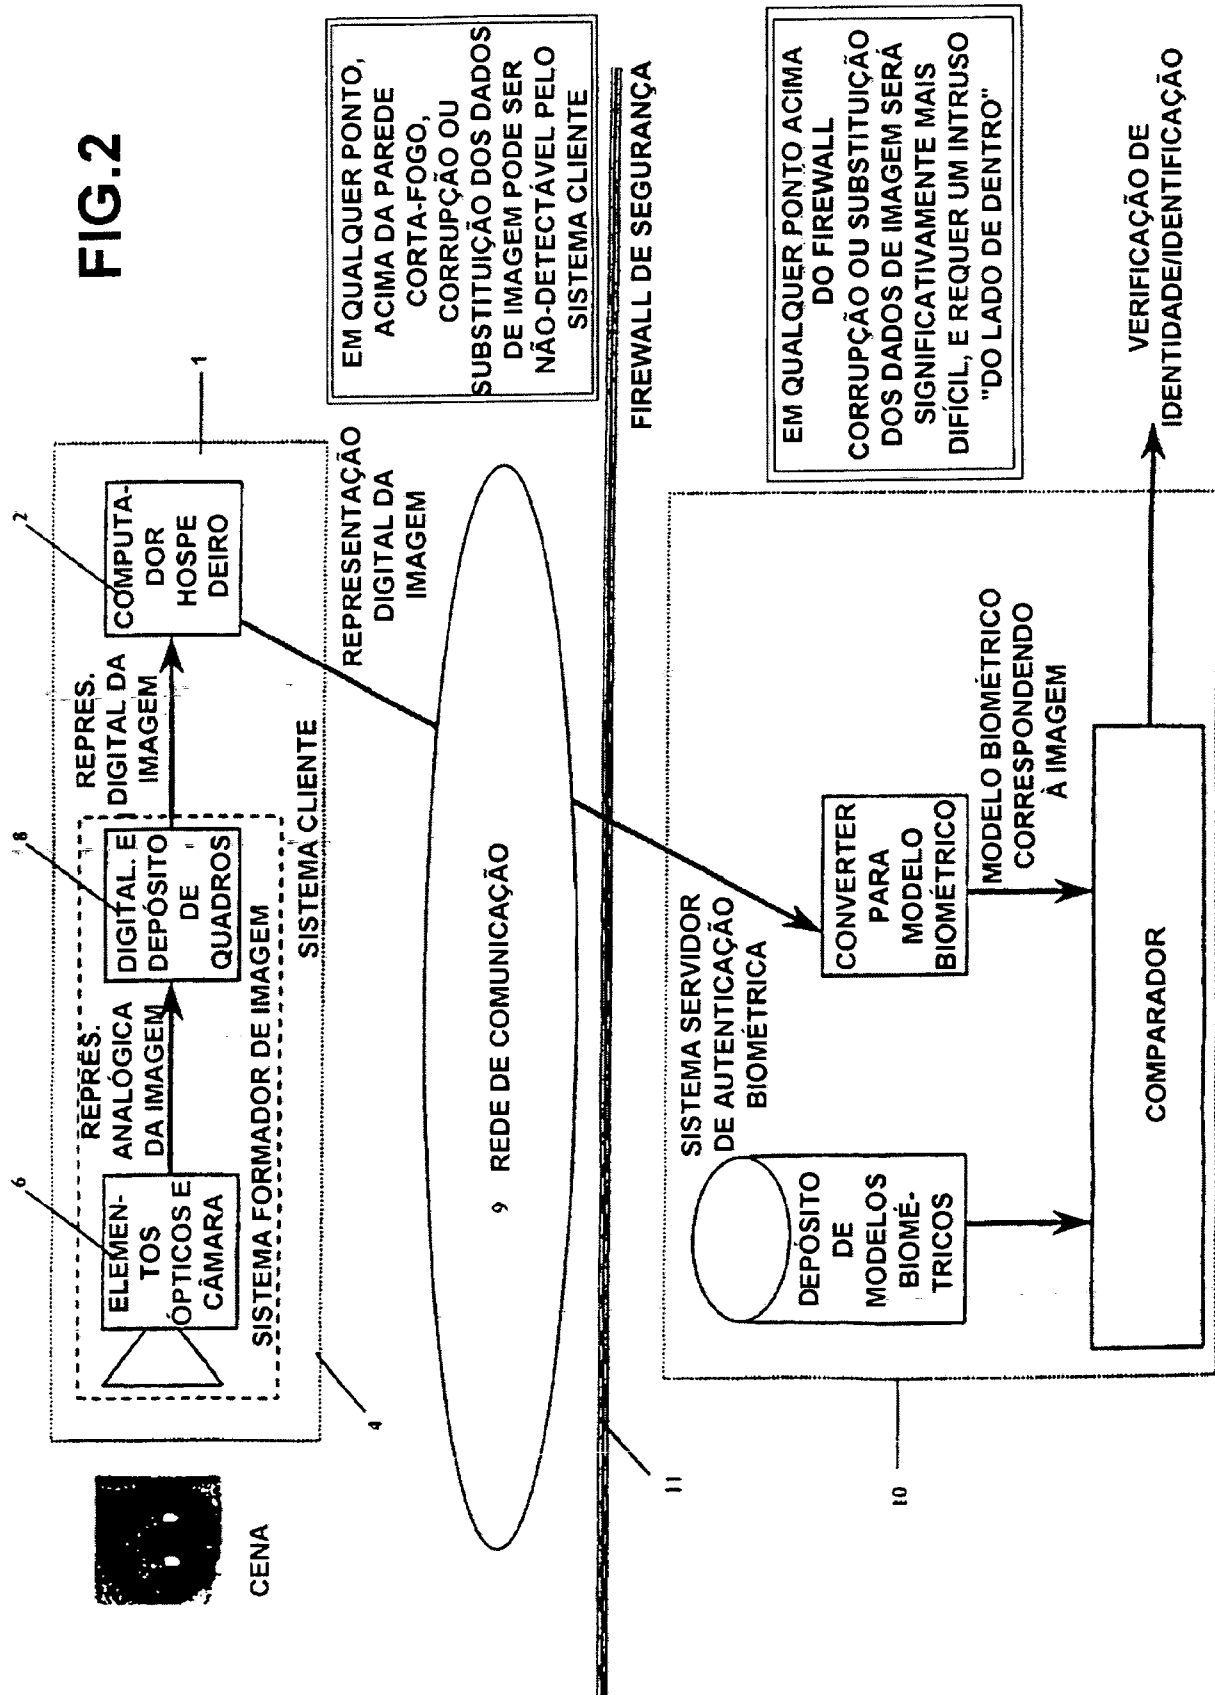 FIG.2
2
8
6
1
4
CENA
ELEMEN-
TOS
ÓPTICOS E
CÂMARA
REPRES.
ANALÓGICA
DA IMAGEM
DIGITAL. E
DEPÓSITO
DE
QUADROS
REPRES.
DIGITAL DA
IMAGEM
COMPUTA-
DOR
HOSPE
DEIRO
SISTEMA FORMADOR DE IMAGEM
SISTEMA CLIENTE
REPRESENTAÇÃO
DIGITAL DA
IMAGEM
EM QUALQUER PONTO,
ACIMA DA PAREDE
CORTA-FOGO,
CORRUPÇÃO OU
SUBSTITUIÇÃO DOS DADOS
DE IMAGEM PODE SER
NÃO-DETECTÁVEL PELO
SISTEMA CLIENTE
9 REDE DE COMUNICAÇÃO
FIREWALL DE SEGURANÇA
11
SISTEMA SERVIDOR
DE AUTENTICAÇÃO
BIOMÉTRICA
DEPÓSITO
DE
MODELOS
BIOMÉ-
TRICOS
CONVERTER
PARA
MODELO
BIOMÉTRICO
MODELO BIOMÉTRICO
CORRESPONDENDO
À IMAGEM
EM QUALQUER PONTO ACIMA
DO FIREWALL
CORRUPÇÃO OU SUBSTITUIÇÃO
DOS DADOS DE IMAGEM SERÁ
SIGNIFICATIVAMENTE MAIS
DIFÍCIL, E REQUER UM INTRUSO
"DO LADO DE DENTRO"
10
COMPARADOR
VERIFICAÇÃO DE
IDENTIDADE/IDENTIFICAÇÃO